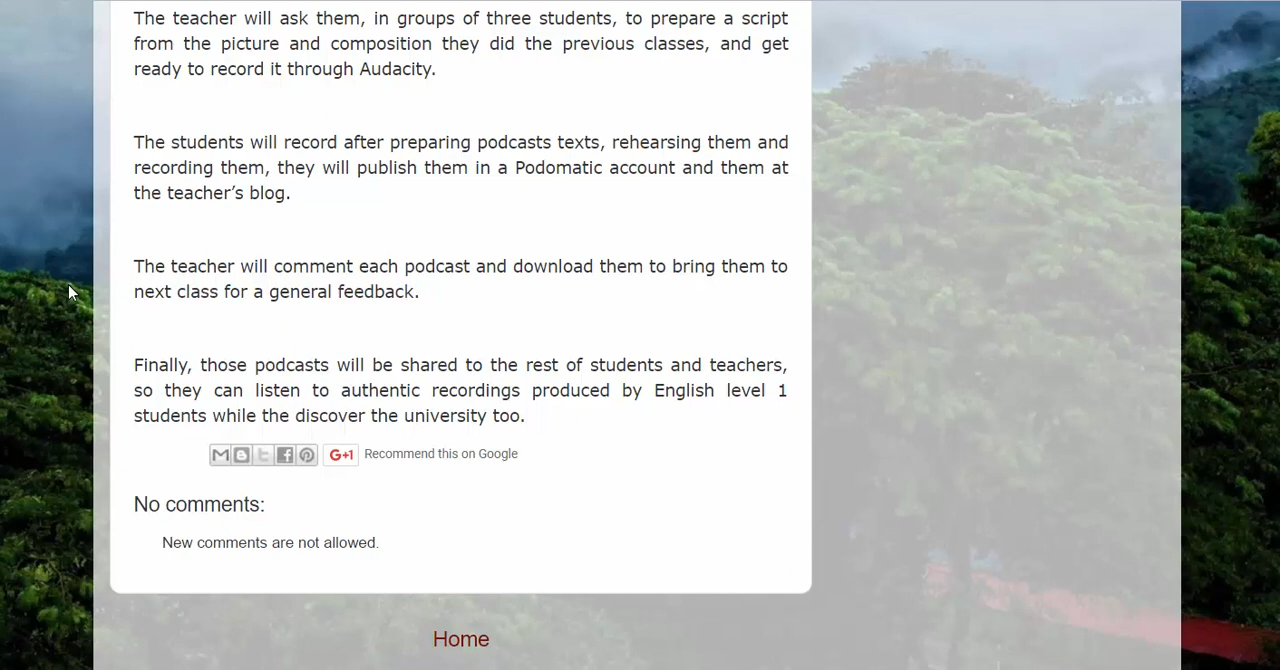 The teacher will ask them, in groups of three students, to prepare a script
from the picture and composition they did the previous classes, and get
ready to record it through Audacity.
The students will record after preparing podcasts texts, rehearsing them and
recording them, they will publish them in a Podomatic account and them at
the teacher’s blog.
The teacher will comment each podcast and download them to bring them to
next class for a general feedback.
Finally, those podcasts will be shared to the rest of students and teachers,
so they can listen to authentic recordings produced by English level 1
students while the discover the university too.
G+1 Recommend this on Google
No comments:
New comments are not allowed.
Home